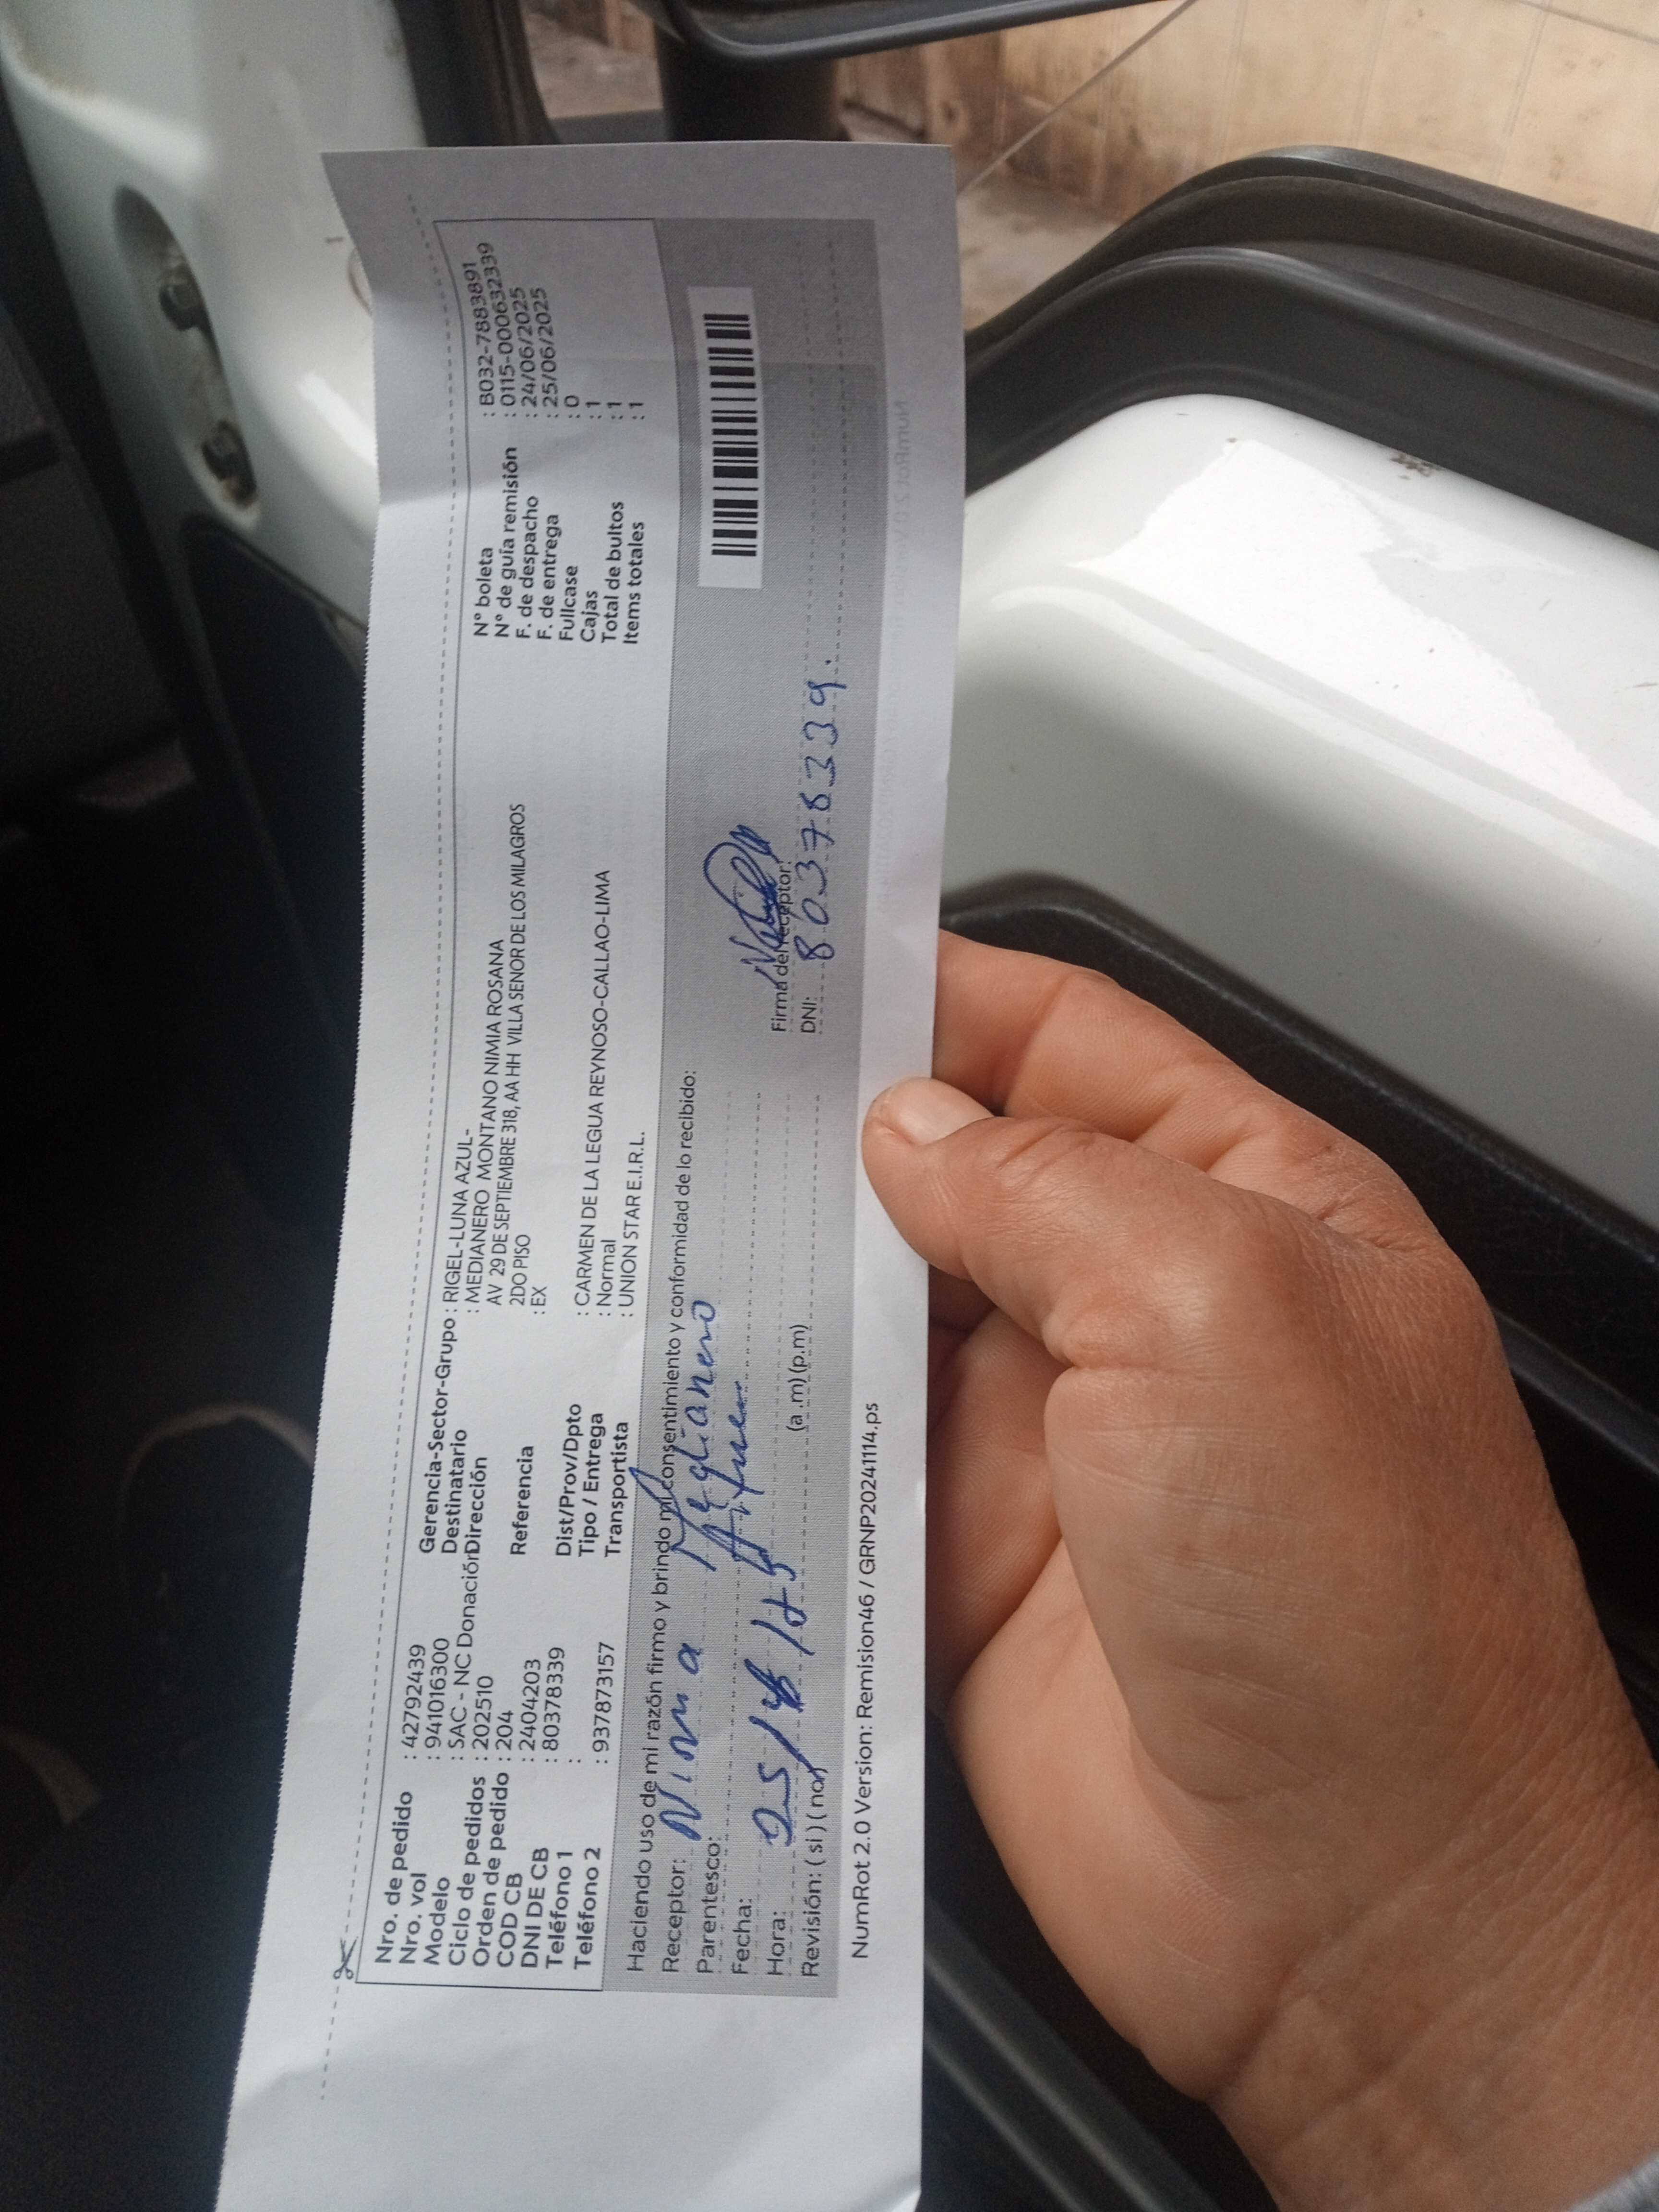 Nro. de pedido : 42792439
Nro. vol : 941016300
Modelo : SAC - NC Donación
Ciclo de pedidos : 202510
Orden de pedido : 204
COD CB : 2404203
DNI DE CB : 80378339
Teléfono 1 :
Teléfono 2 : 937873157
Gerencia-Sector-Grupo : RIGEL-LUNA AZUL-
Destinatario : MEDIANERO MONTANO NIMIA ROSANA
Dirección AV 29 DE SEPTIEMBRE 318, AA HH VILLA SENOR DE LOS MILAGROS
2DO PISO
Referencia : EX
Dist/Prov/Dpto : CARMEN DE LA LEGUA REYNOSO-CALLAO-LIMA
Tipo / Entrega : Normal
Transportista : UNION STAR E.I.R.L.
N° boleta : B032-7883891
N° de guía remisión : 0115-000632339
F. de despacho : 24/06/2025
F. de entrega : 25/06/2025
Fullcase : 0
Cajas : 1
Total de bultos : 1
Items totales : 1
Haciendo uso de mi razón firmo y brindo mi consentimiento y conformidad de lo recibido:
Receptor: Nimia Medianero
Parentesco:
Fecha:
Hora:
Revisión: ( si ) ( no) (a .m) (p.m)
Firma del receptor:
DNI: 80378339.
NumRot 2.0 Version: Remision46 / GRNP20241114.ps